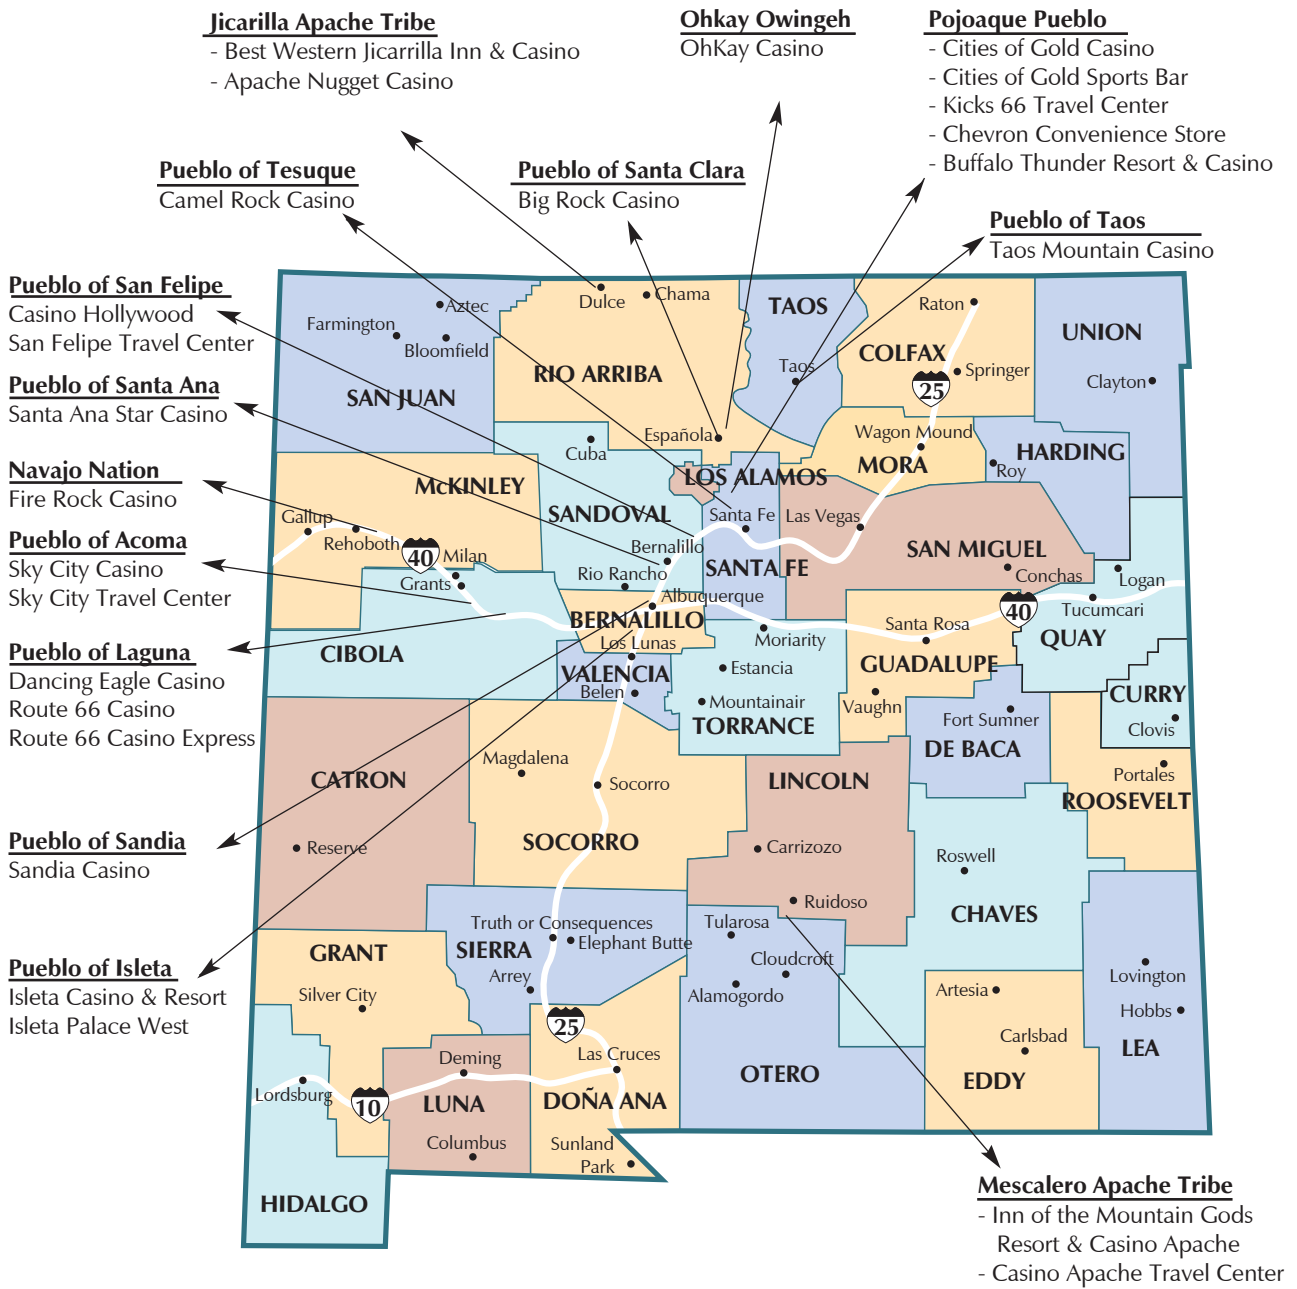 Jicarilla Apache Tribe
- Best Western Jicarrilla Inn & Casino
- Apache Nugget Casino
Ohkay Owingeh
OhKay Casino
Pojoaque Pueblo
- Cities of Gold Casino
- Cities of Gold Sports Bar
- Kicks 66 Travel Center
- Chevron Convenience Store
- Buffalo Thunder Resort & Casino
Pueblo of Tesuque
Camel Rock Casino
Pueblo of Santa Clara
Big Rock Casino
Pueblo of Taos
Taos Mountain Casino
Pueblo of San Felipe
Casino Hollywood
San Felipe Travel Center
Pueblo of Santa Ana
Santa Ana Star Casino
Navajo Nation
Fire Rock Casino
Pueblo of Acoma
Sky City Casino
Sky City Travel Center
Pueblo of Laguna
Dancing Eagle Casino
Route 66 Casino
Route 66 Casino Express
Pueblo of Sandia
Sandia Casino
Pueblo of Isleta
Isleta Casino & Resort
Isleta Palace West
Mescalero Apache Tribe
- Inn of the Mountain Gods
Resort & Casino Apache
- Casino Apache Travel Center
Aztec
Farmington
Bloomfield
SAN JUAN
Dulce
Chama
RIO ARRIBA
Española
TAOS
Taos
Raton
COLFAX
25
Springer
UNION
Clayton
Wagon Mound
MORA
HARDING
Roy
Cuba
McKINLEY
SANDOVAL
LOS ALAMOS
Gallup
Rehoboth
40
Milan
Grants
Bernalillo
Rio Rancho
Santa Fe
SANTA FE
Las Vegas
SAN MIGUEL
Conchas
Logan
Tucumcari
40
QUAY
Albuquerque
BERNALILLO
Los Lunas
CIBOLA
VALENCIA
Belen
Moriarity
Estancia
Mountainair
TORRANCE
Santa Rosa
GUADALUPE
Vaughn
CURRY
Clovis
Fort Sumner
DE BACA
Portales
ROOSEVELT
CATRON
Reserve
Magdalena
Socorro
SOCORRO
LINCOLN
Carrizozo
Ruidoso
Roswell
CHAVES
Truth or Consequences
SIERRA
Elephant Butte
Arrey
GRANT
Silver City
Tularosa
Cloudcroft
Alamogordo
OTERO
Artesia
Carlsbad
EDDY
Lovington
Hobbs
LEA
25
Las Cruces
DOÑA ANA
Sunland
Park
Deming
LUNA
Columbus
Lordsburg
10
HIDALGO